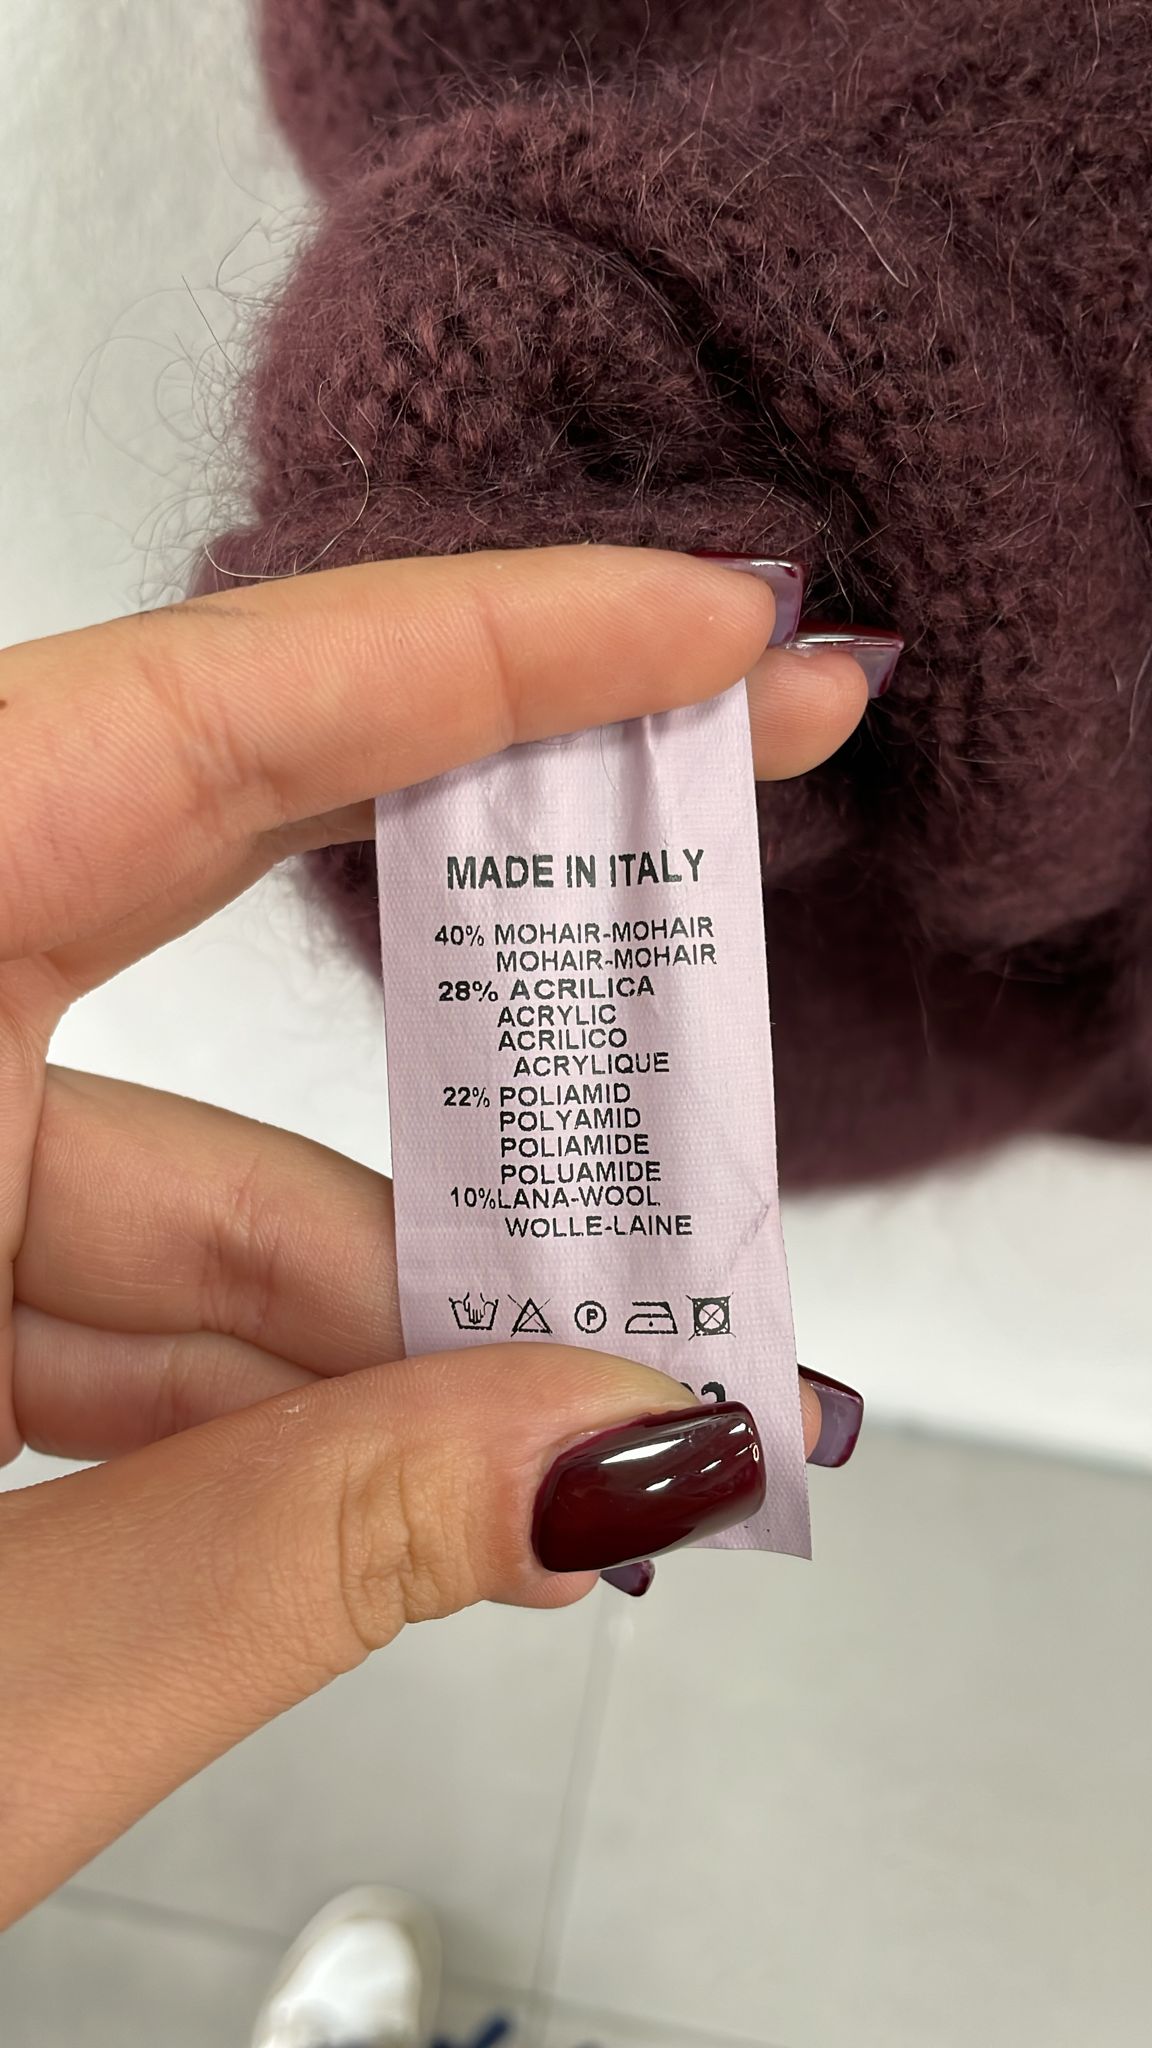 MADE IN ITALY
40% MOHAIR-MOHAIR
MOHAIR-MOHAIR
28% ACRILICA
ACRYLIC
ACRILICO
ACRYLIQUE
22% POLIAMID
POLYAMID
POLIAMIDE
POLUAMIDE
10%LANA-WOOL
WOLLE-LAINE
P